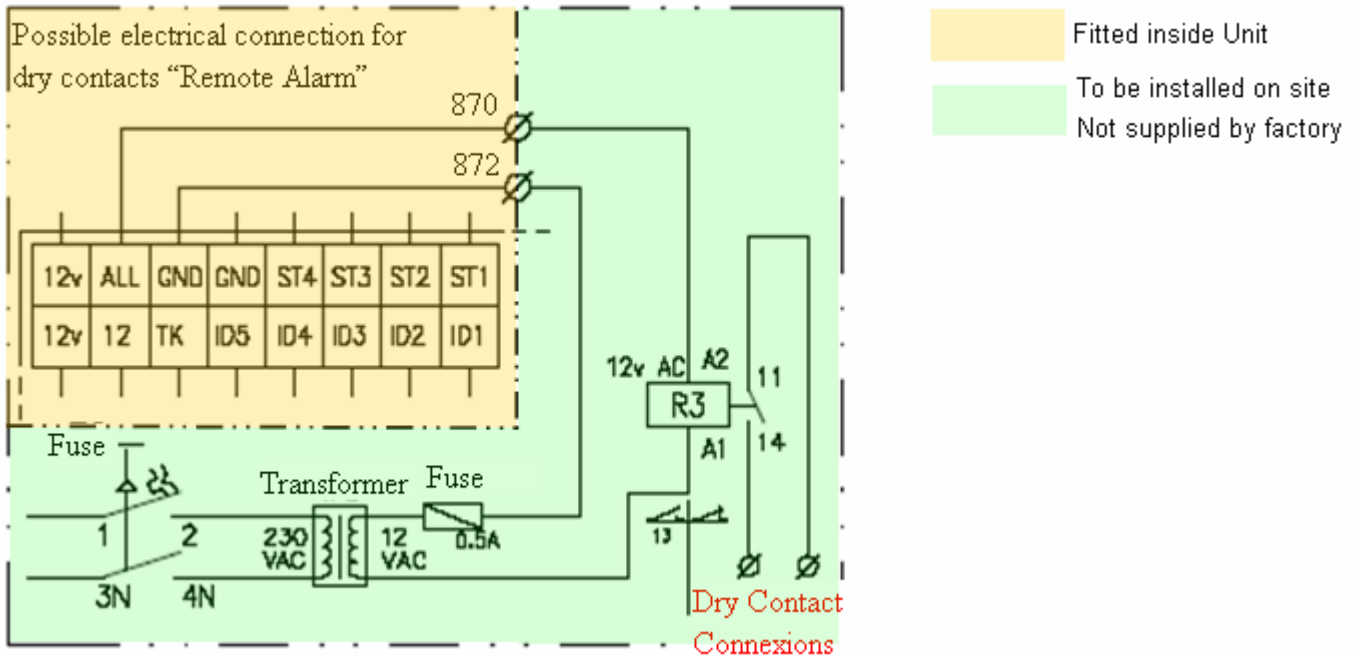 Possible electrical connection for
dry contacts “Remote Alarm”
870
872
12v ALL GND GND ST4 ST3 ST2 ST1
12v 12 TK ID5 ID4 ID3 ID2 ID1
12v AC A2
R3
A1
11
14
Fuse
Transformer Fuse
1 2
230 VAC
12 VAC
0.5A
3N 4N
13
Dry Contact
Connexions
Fitted inside Unit
To be installed on site
Not supplied by factory